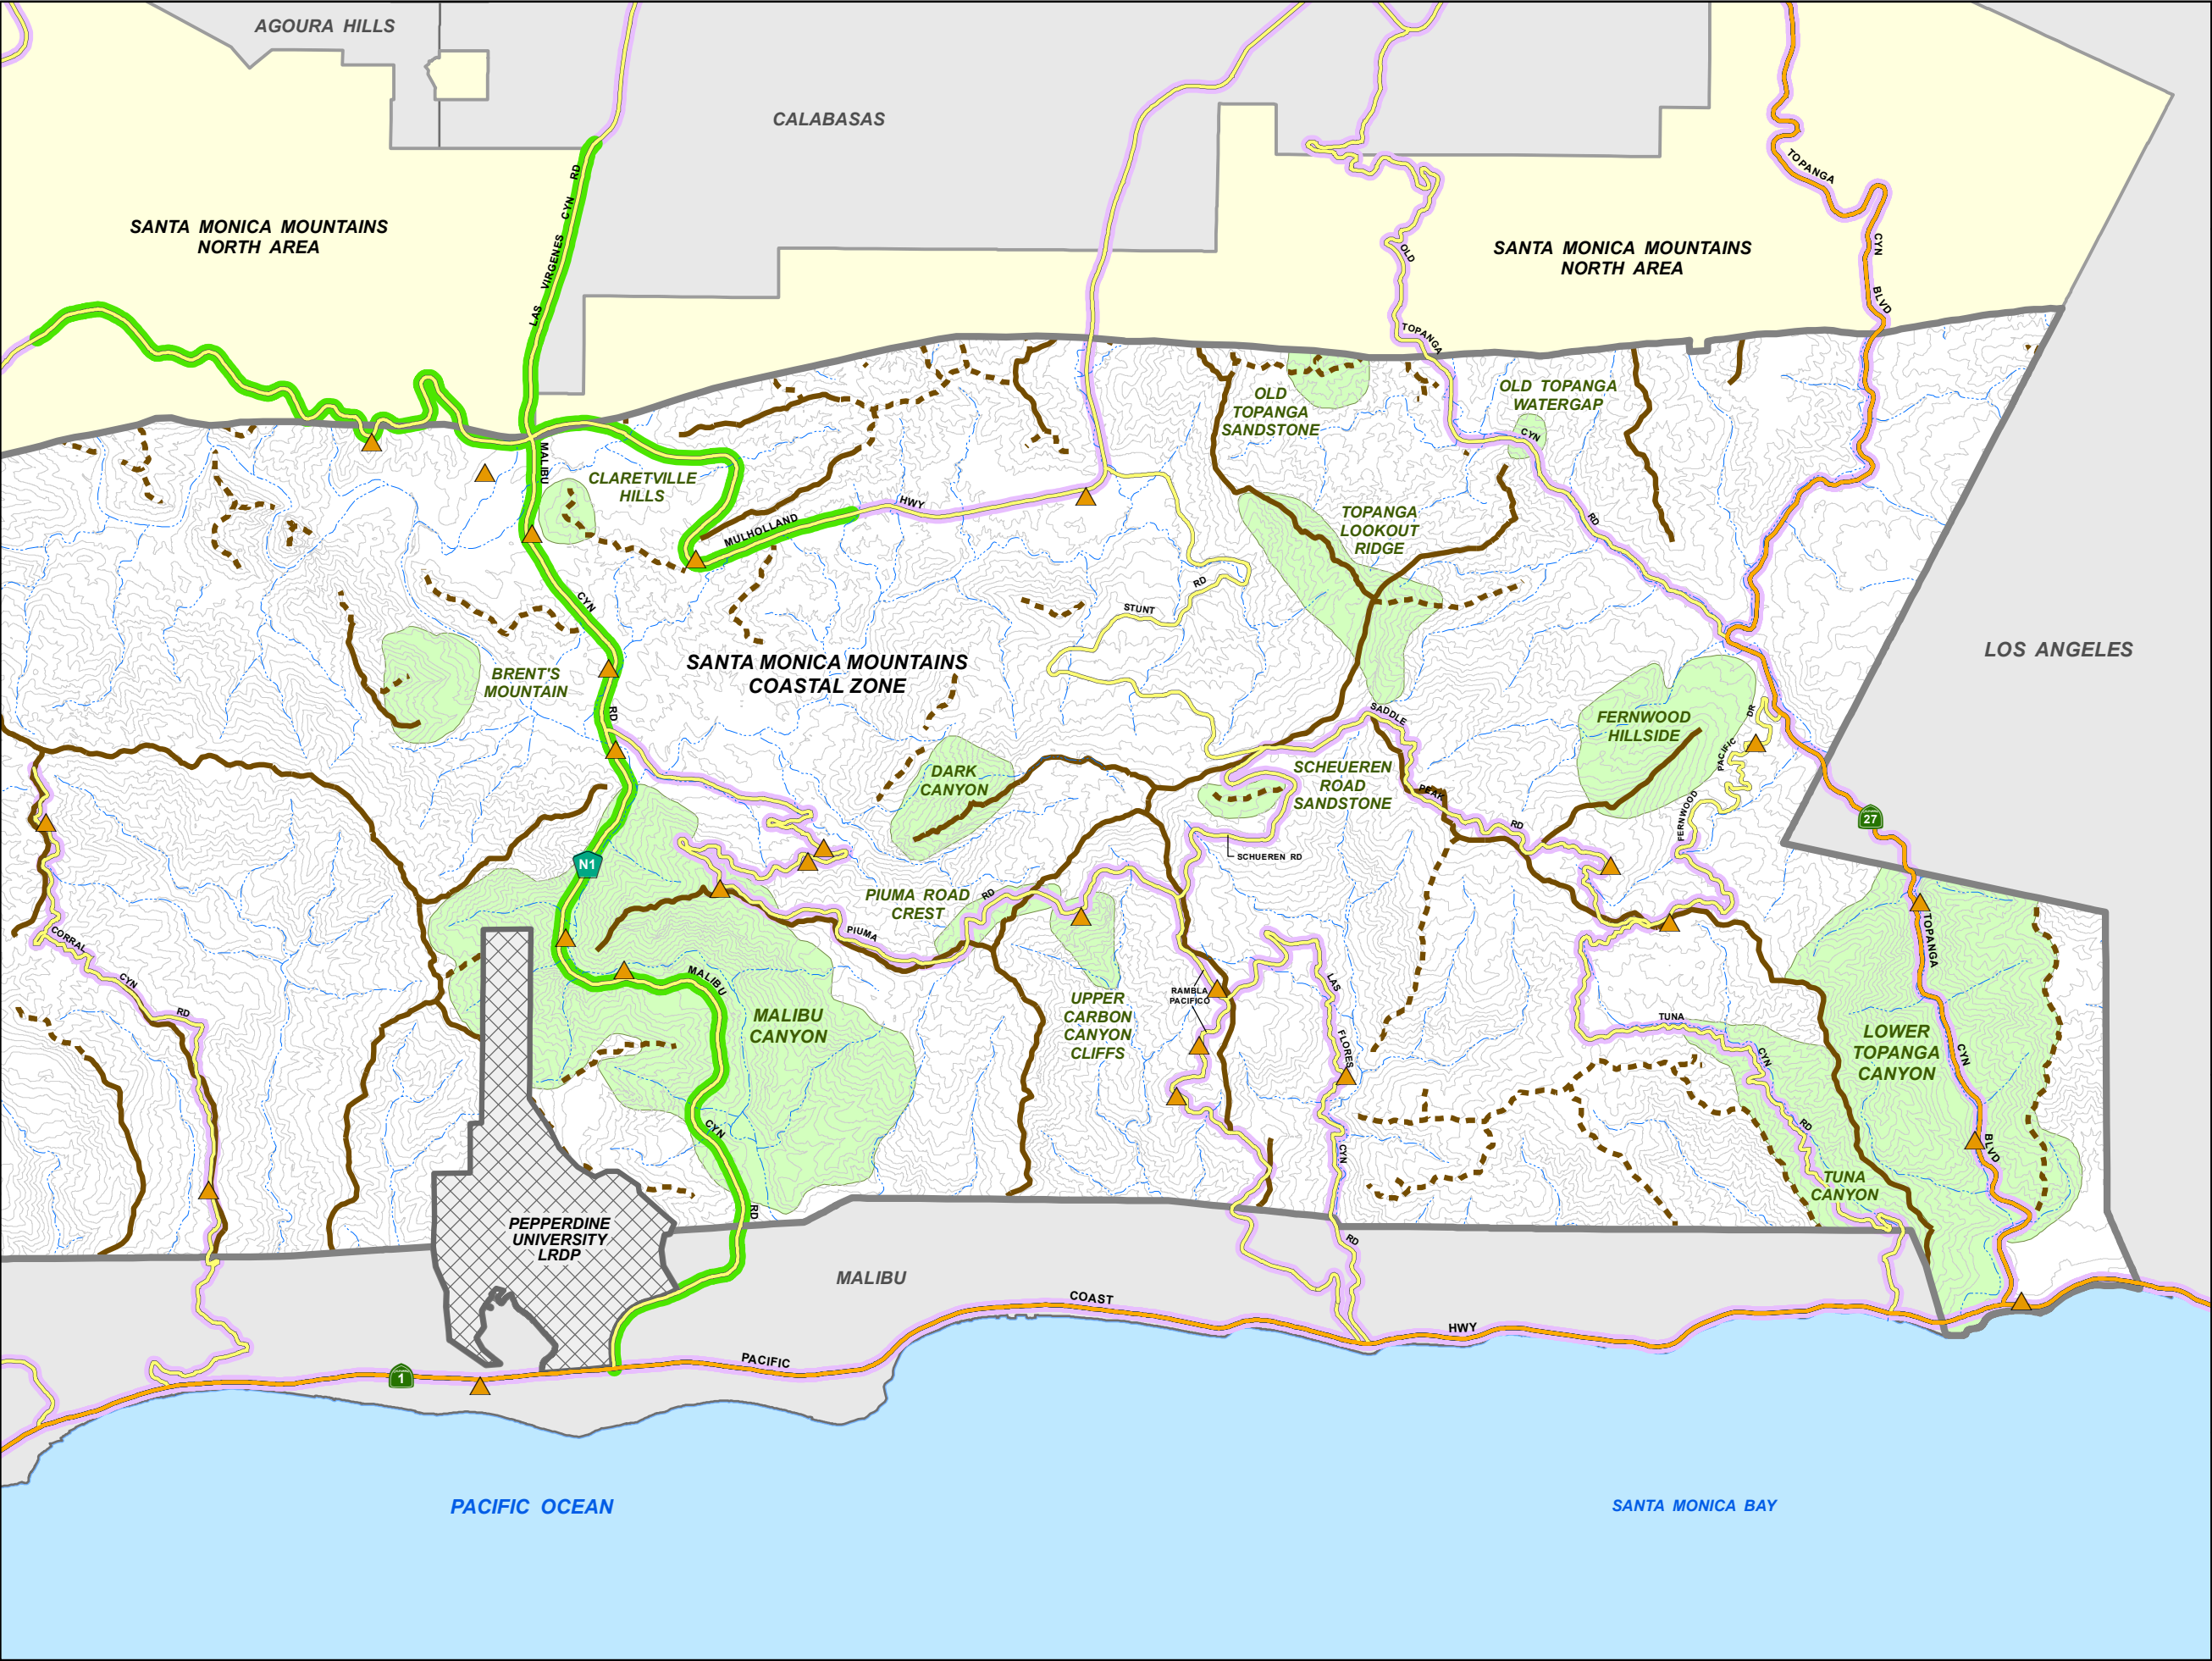 AGOURA HILLS
CALABASAS
SANTA MONICA MOUNTAINS
NORTH AREA
SANTA MONICA MOUNTAINS
NORTH AREA
TOPANGA
CYN
BLVD
LAS VIRGENES CYN RD
OLD
TOPANGA
CYN
RD
OLD
TOPANGA
SANDSTONE
OLD TOPANGA
WATERGAP
MALIBU
CYN
RD
CLARETVILLE
HILLS
MULHOLLAND
HWY
TOPANGA
LOOKOUT
RIDGE
STUNT
RD
LOS ANGELES
SANTA MONICA MOUNTAINS
COASTAL ZONE
BRENT'S
MOUNTAIN
SADDLE
PEAK
RD
FERNWOOD
HILLSIDE
FERNWOOD
PACIFIC
DR
DARK
CANYON
SCHEUEREN
ROAD
SANDSTONE
27
SCHUEREN RD
N1
PIUMA ROAD
CREST
PIUMA
RD
CORRAL
CYN
RD
MALIBU
CYN
RD
MALIBU
CANYON
RAMBLA
PACIFICO
UPPER
CARBON
CANYON
CLIFFS
LAS
FLORES
CYN
RD
TUNA
CYN
RD
TOPANGA
CYN
BLVD
LOWER
TOPANGA
CANYON
TUNA
CANYON
PEPPERDINE
UNIVERSITY
LRDP
MALIBU
COAST
HWY
PACIFIC
1
PACIFIC OCEAN
SANTA MONICA BAY